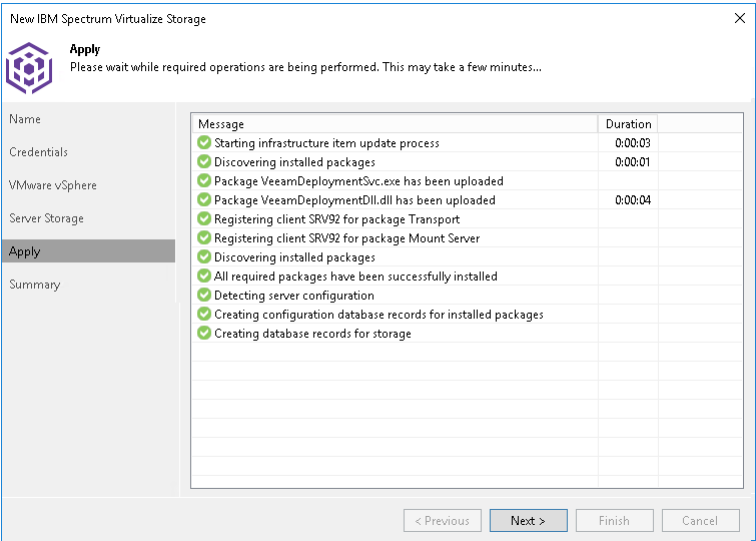 New IBM Spectrum Virtualize Storage
Apply
Please wait while required operations are being performed. This may take a few minutes...
Name
Credentials
VMware vSphere
Server Storage
Apply
Summary
Message Duration
Starting infrastructure item update process 0:00:03
Discovering installed packages 0:00:01
Package VeeamDeploymentSvc.exe has been uploaded
Package VeeamDeploymentDll.dll has been uploaded 0:00:04
Registering client SRV92 for package Transport
Registering client SRV92 for package Mount Server
Discovering installed packages
All required packages have been successfully installed
Detecting server configuration
Creating configuration database records for installed packages
Creating database records for storage
< Previous Next > Finish Cancel